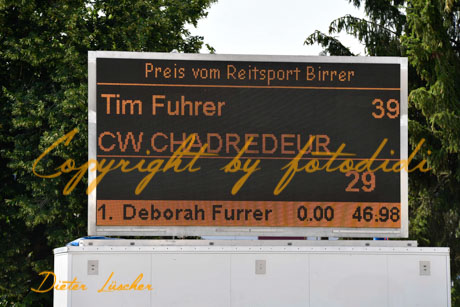 Preis vom Reitsport Birrer
Tim Fuhrer 39
CW.CHADREDEUR
29
1. Deborah Furrer 0.00 46.98
Copyright by fotodidi
Dieter Lüscher